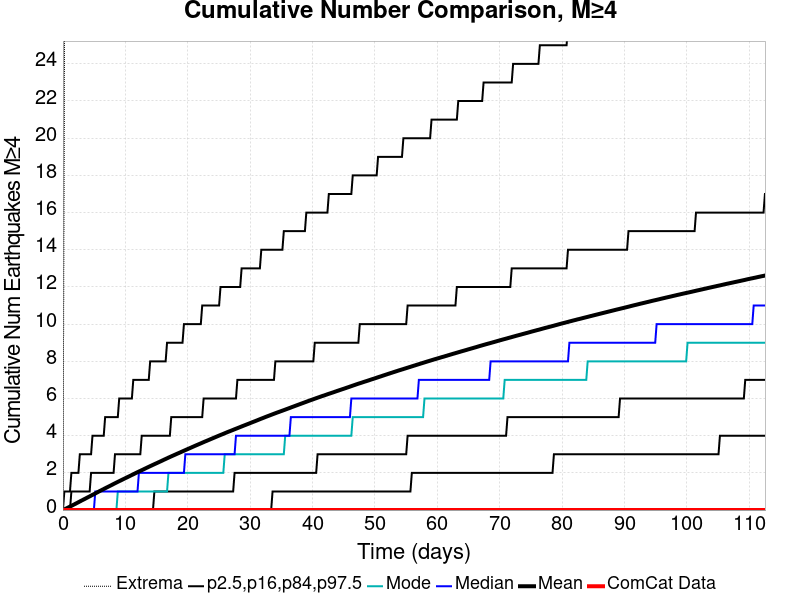 Cumulative Number Comparison, M≥4
Cumulative Num Earthquakes M≥4
24
22
20
18
16
14
12
10
8
6
4
2
0
0 10 20 30 40 50 60 70 80 90 100 110
Time (days)
Extrema p2.5,p16,p84,p97.5 Mode Median Mean ComCat Data